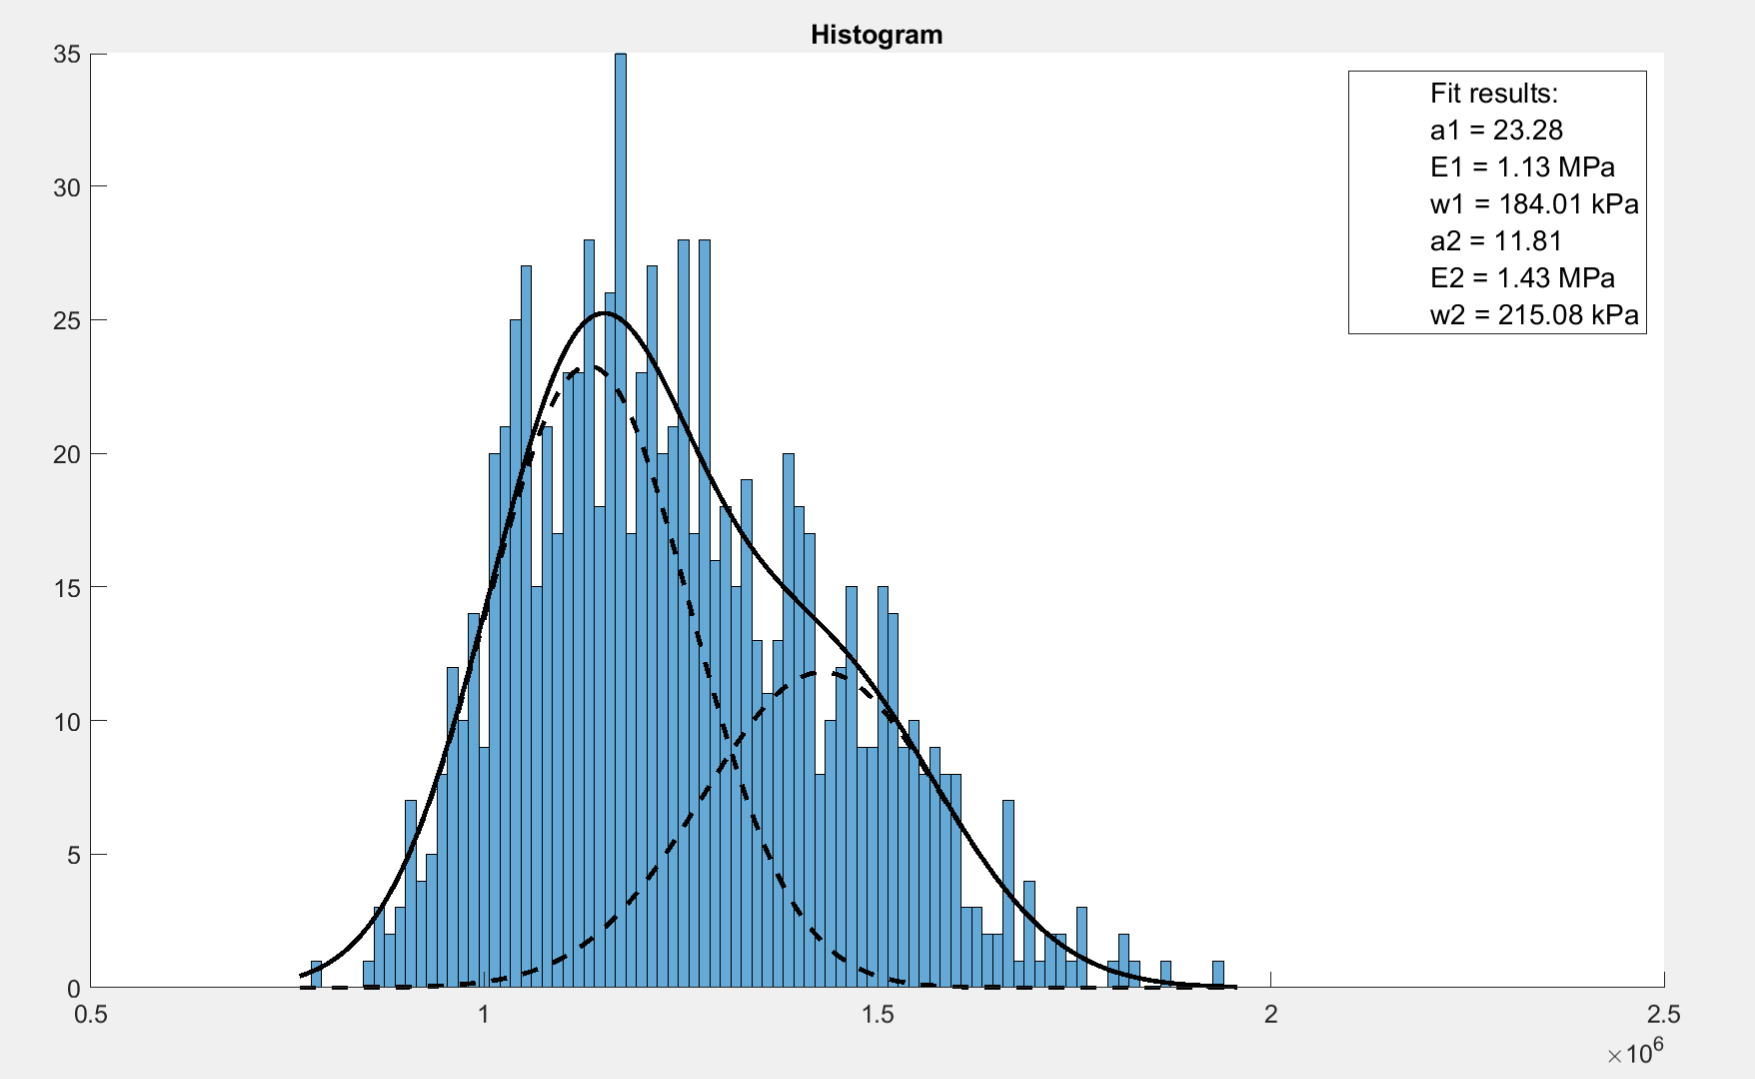 Histogram
35
30
25
20
15
10
5
0
0.5 1 1.5 2 2.5
×10^6
Fit results:
a1 = 23.28
E1 = 1.13 MPa
w1 = 184.01 kPa
a2 = 11.81
E2 = 1.43 MPa
w2 = 215.08 kPa